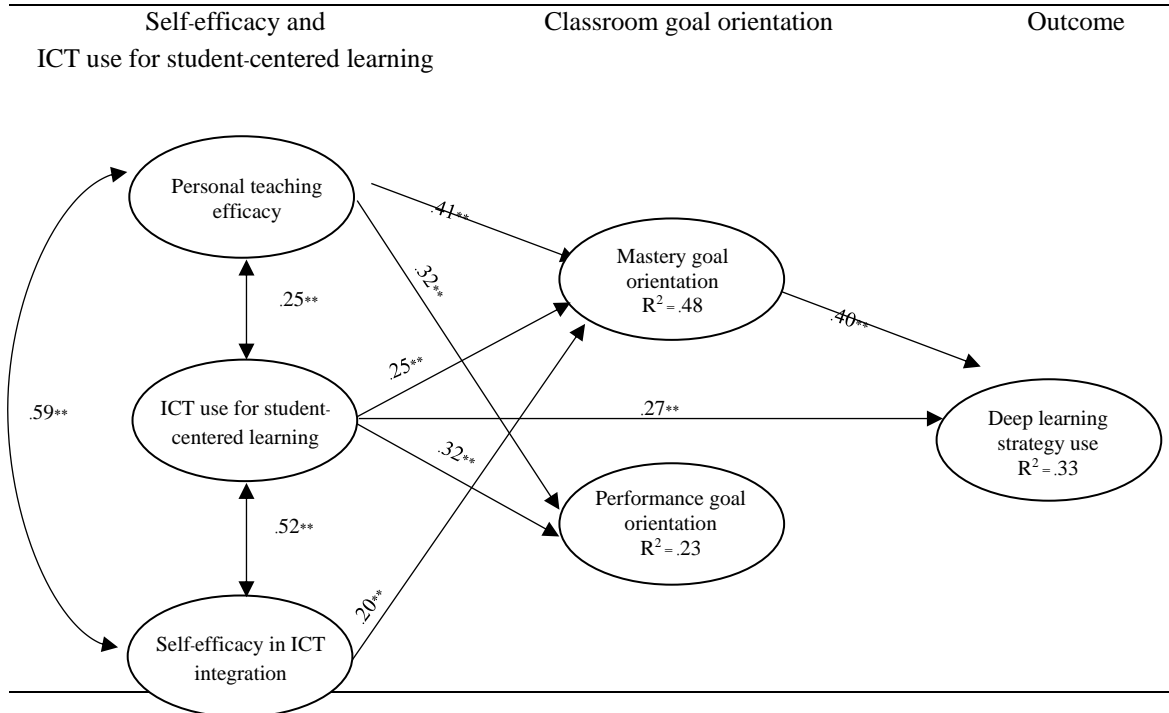 Self-efficacy and
ICT use for student-centered learning
Classroom goal orientation
Outcome
Personal teaching
efficacy
.41**
.32**
Mastery goal
orientation
R² = .48
.25**
.40**
.25**
ICT use for student-
centered learning
.59**
.27**
Deep learning
strategy use
R² = .33
.32**
Performance goal
orientation
R² = .23
.52**
.20**
Self-efficacy in ICT
integration